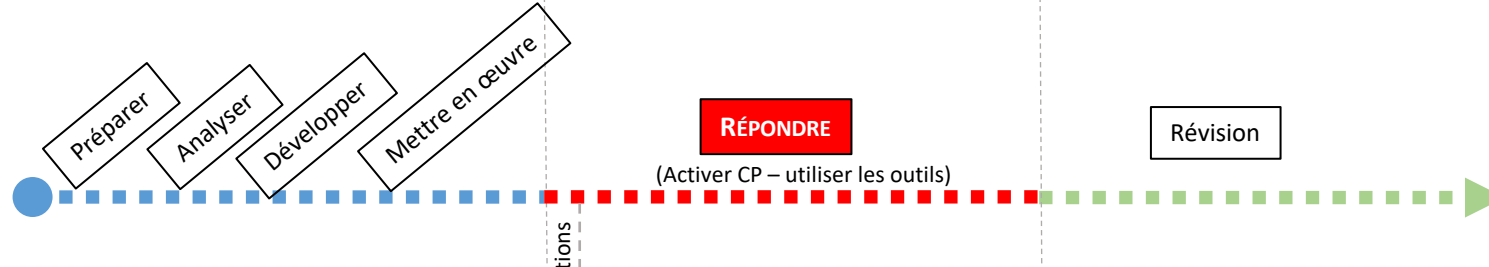 Préparer
Analyser
Développer
Mettre en œuvre
RÉPONDRE
(Activer CP – utiliser les outils)
Révision